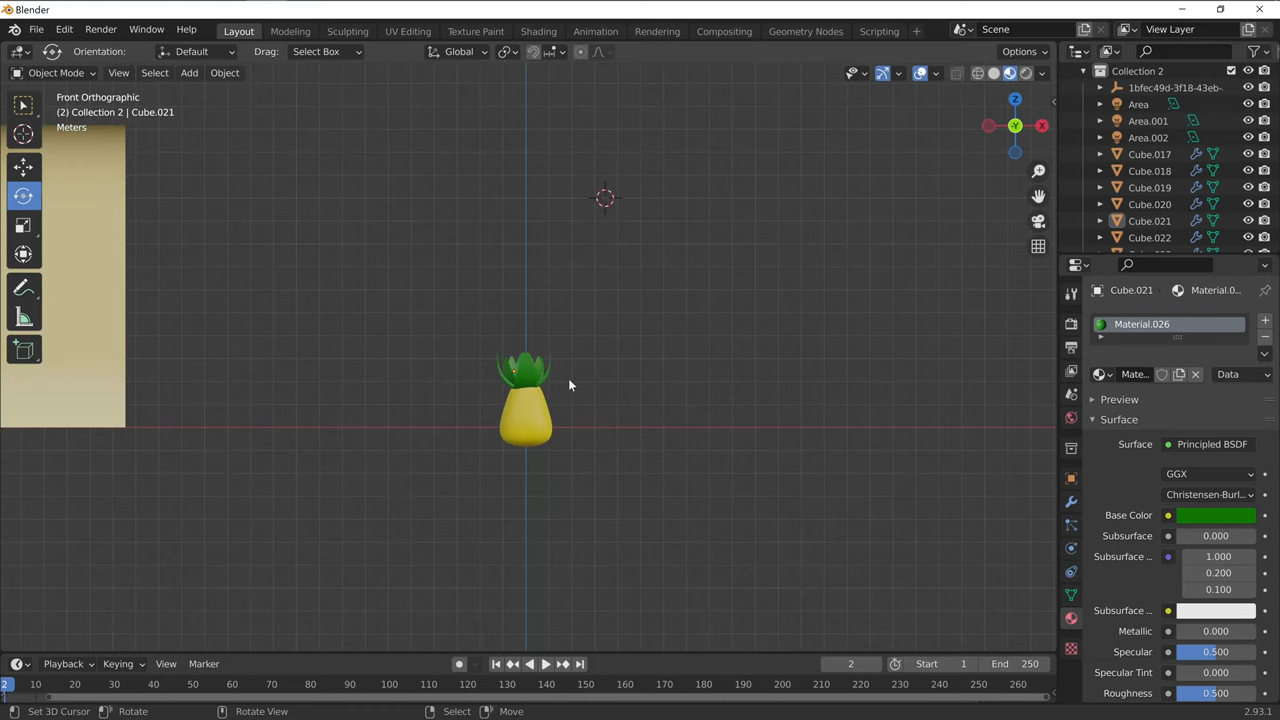 Blender
File Edit Render Window Help
Layout Modeling Sculpting UV Editing Texture Paint Shading Animation Rendering Compositing Geometry Nodes Scripting
Scene
View Layer
Orientation: Default Drag: Select Box
Global
Options
Object Mode View Select Add Object
Front Orthographic
(2) Collection 2 | Cube.021
Meters
Z
-Y
X
Collection 2
1bfec49d-3f18-43eb-
Area
Area.001
Area.002
Cube.017
Cube.018
Cube.019
Cube.020
Cube.021
Cube.022
Cube.021 Material.0...
Material.026
Mate... Data
Preview
Surface
Surface Principled BSDF
GGX
Christensen-Burl...
Base Color
Subsurface 0.000
Subsurface ... 1.000
0.200
0.100
Subsurface ...
Metallic 0.000
Specular 0.500
Specular Tint 0.000
Roughness 0.500
Playback Keying View Marker
2
Start 1
End 250
2 10 20 30 40 50 60 70 80 90 100 110 120 130 140 150 160 170 180 190 200 210 220 230 240 250 260
Set 3D Cursor Rotate Rotate View Select Move
2.93.1